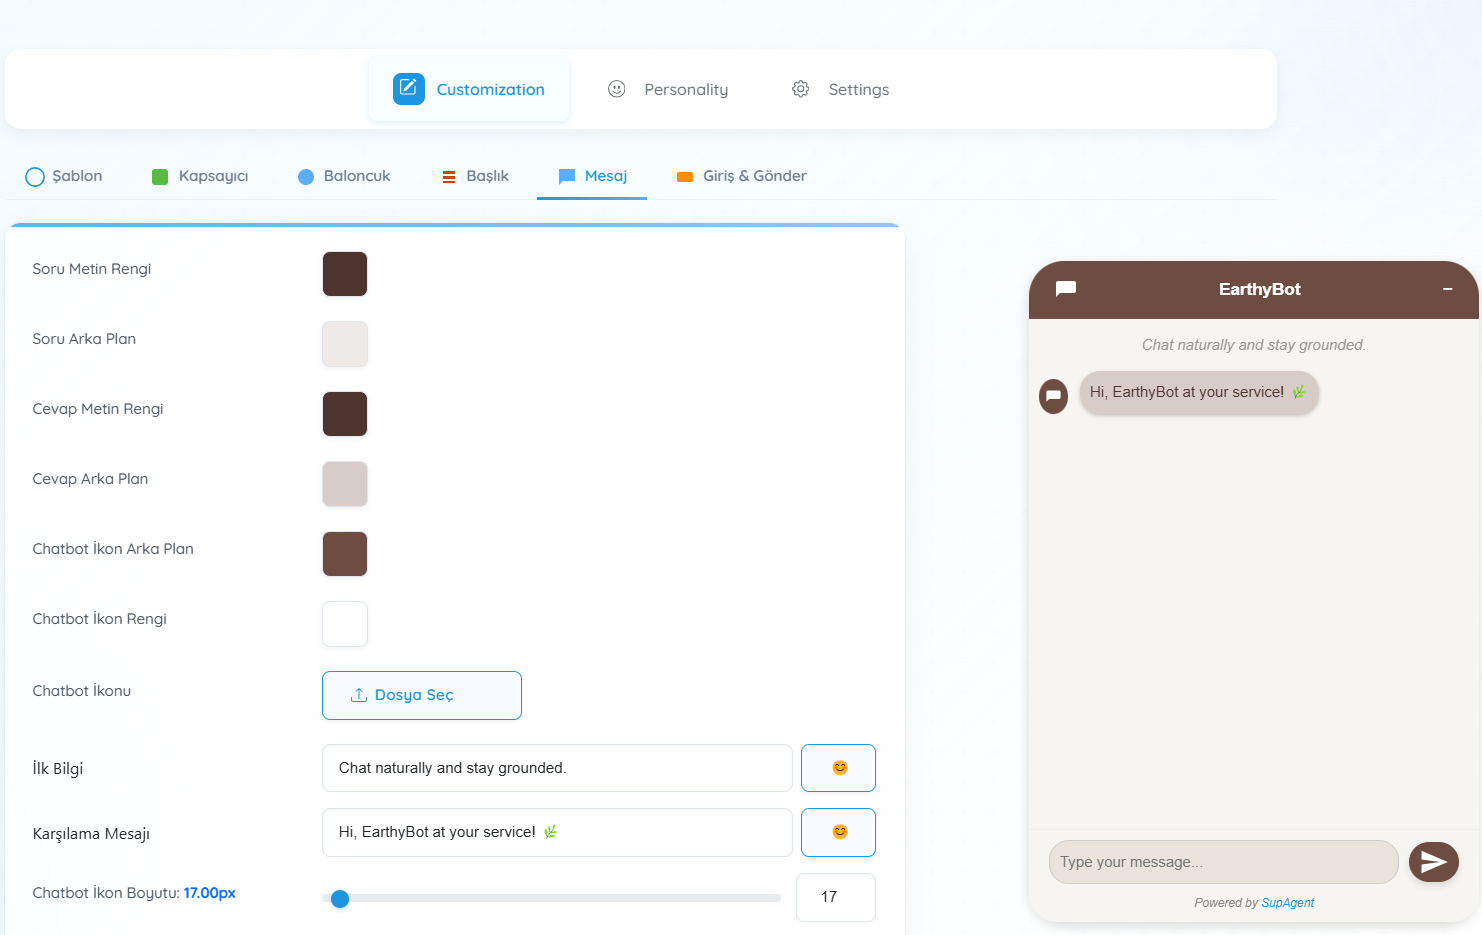 Customization Personality Settings
Şablon Kapsayıcı Baloncuk Başlık Mesaj Giriş & Gönder
Soru Metin Rengi
Soru Arka Plan
Cevap Metin Rengi
Cevap Arka Plan
Chatbot İkon Arka Plan
Chatbot İkon Rengi
Chatbot İkonu
Dosya Seç
İlk Bilgi
Chat naturally and stay grounded.
😊
Karşılama Mesajı
Hi, EarthyBot at your service! 🌿
😊
Chatbot İkon Boyutu: 17.00px
17
EarthyBot
Chat naturally and stay grounded.
Hi, EarthyBot at your service! 🌿
Type your message...
Powered by SupAgent